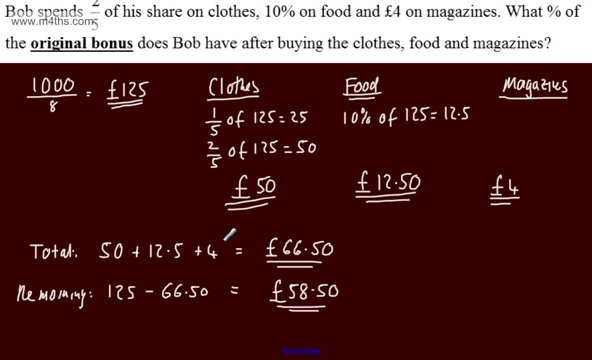 Bob spends 2/5 of his share on clothes, 10% on food and £4 on magazines. What % of
www.m4ths.com
the original bonus does Bob have after buying the clothes, food and magazines?
1000/8 = £125
Clothes
1/5 of 125 = 25
2/5 of 125 = 50
£50
Food
10% of 125 = 12.5
£12.50
Magazines
£4
Total: 50 + 12.5 + 4 = £66.50
Remaining: 125 - 66.50 = £58.50